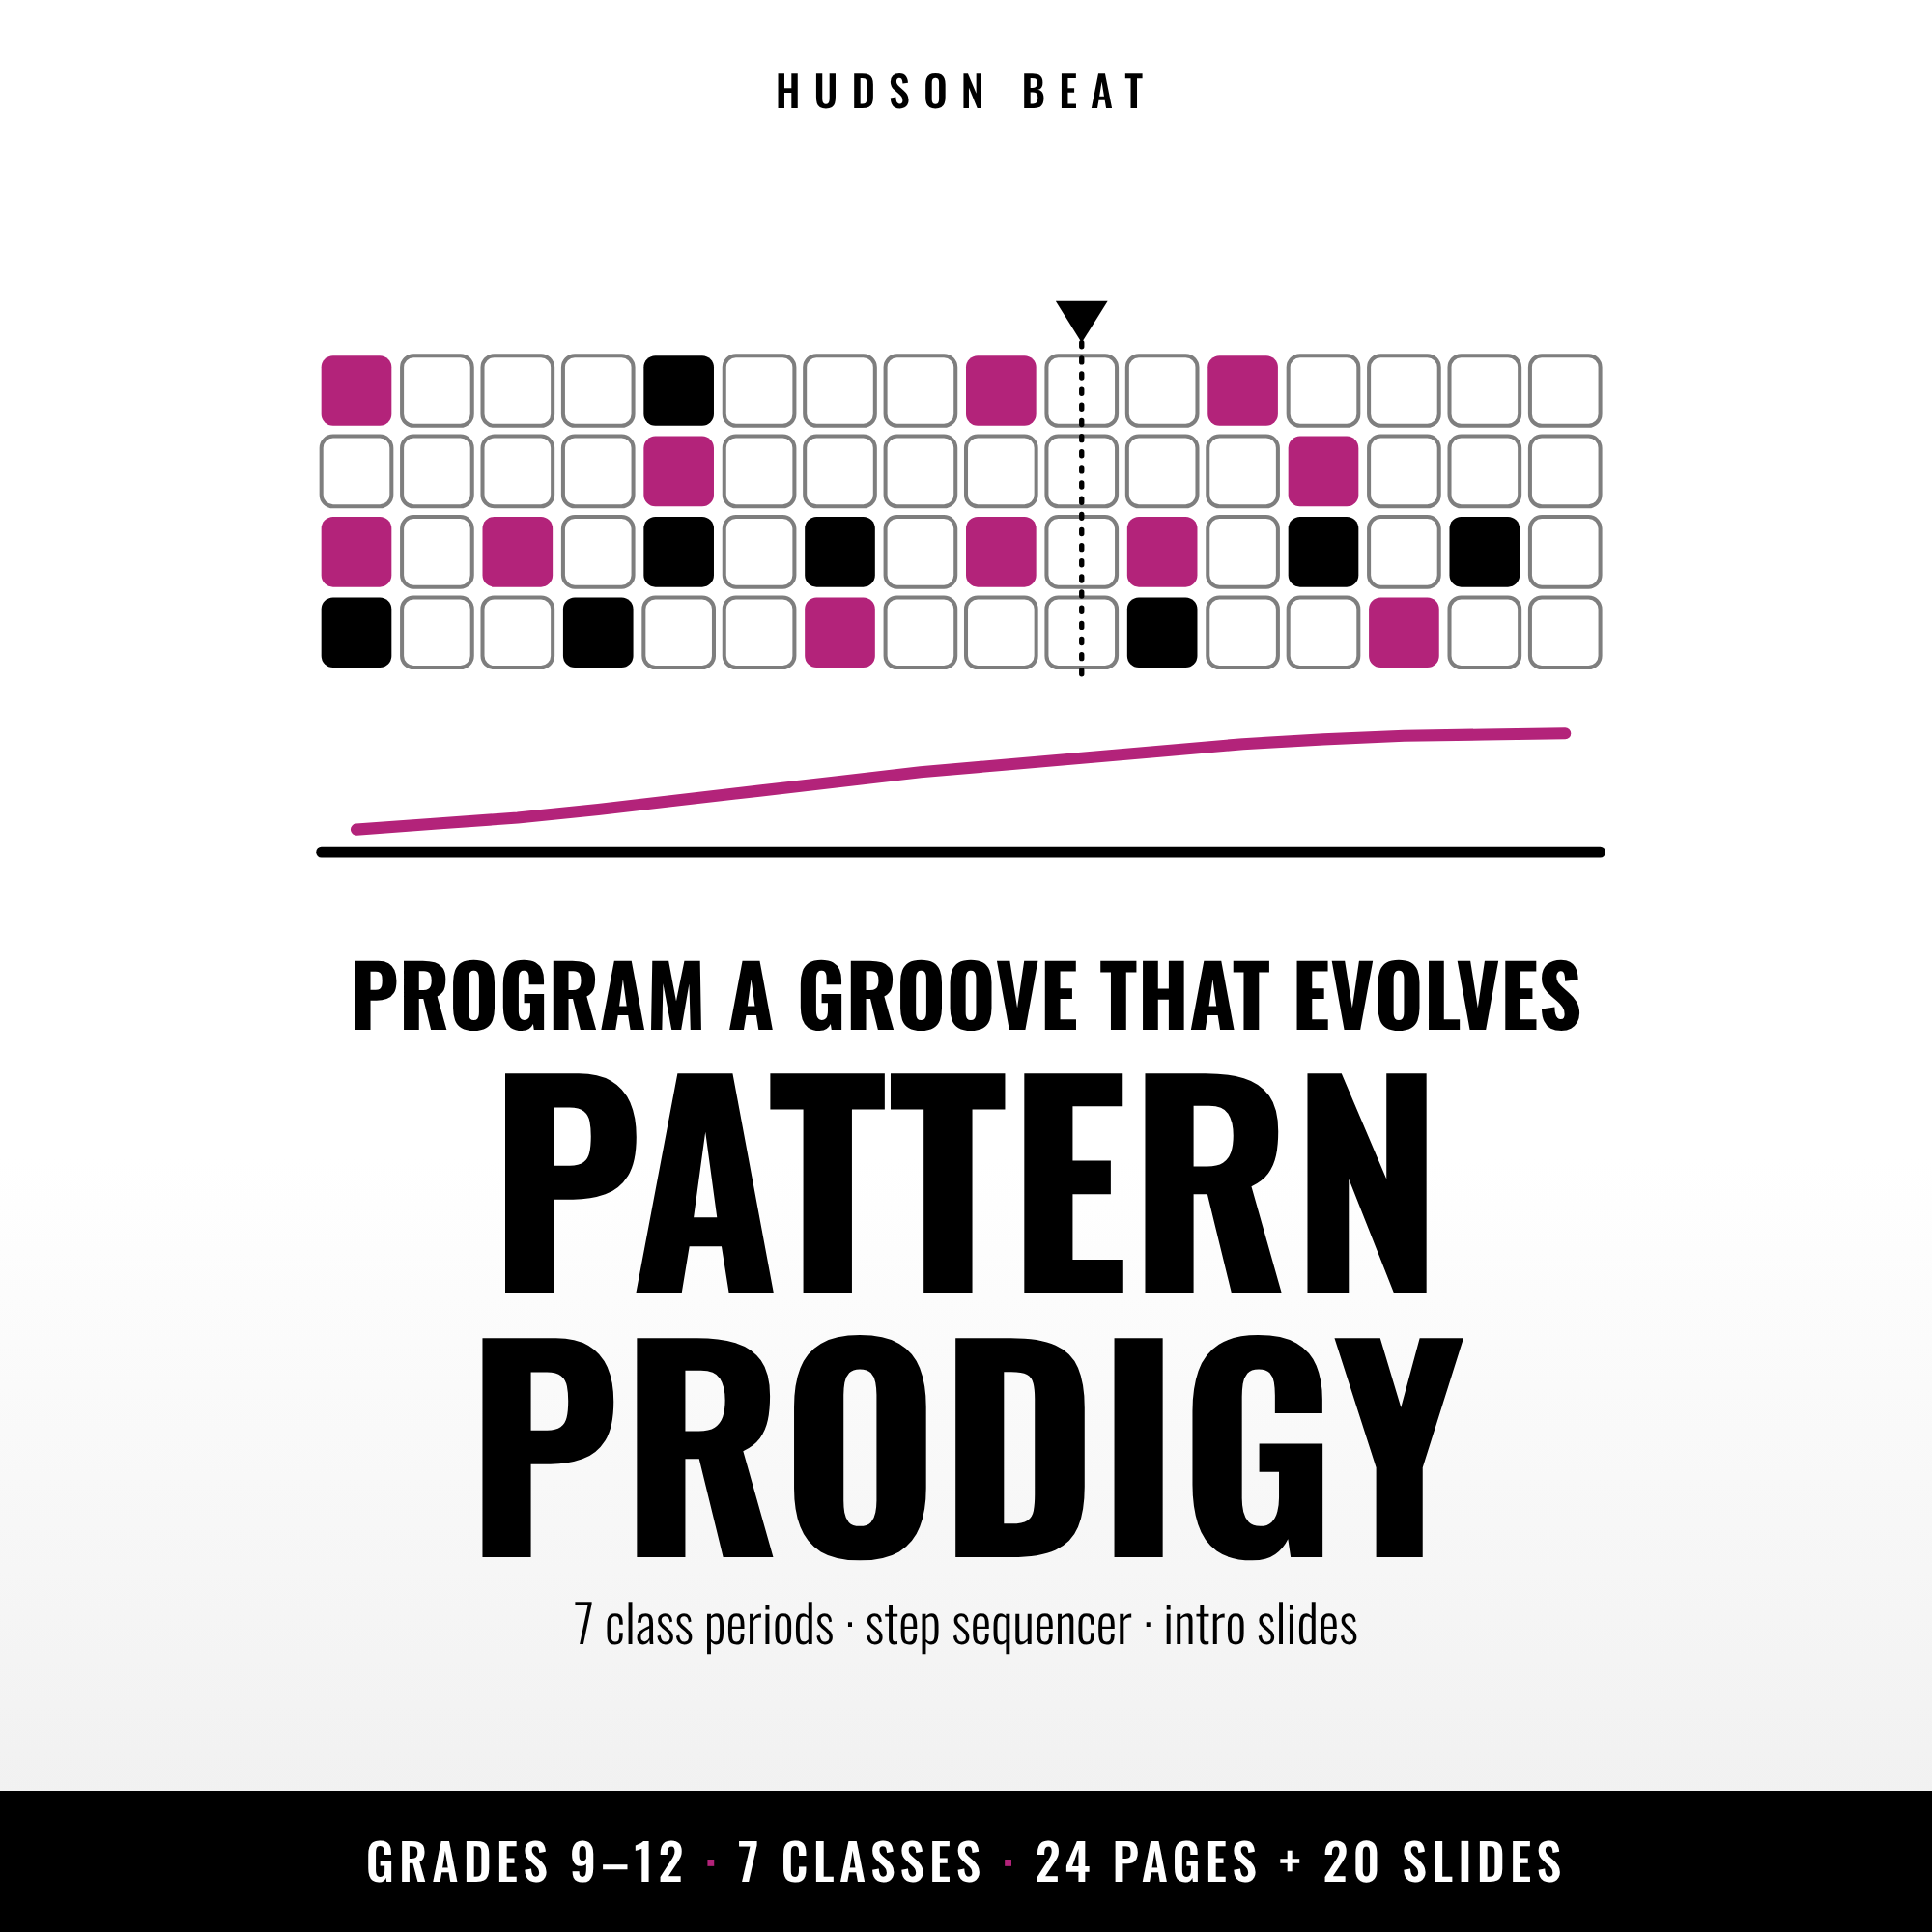 HUDSON BEAT
PROGRAM A GROOVE THAT EVOLVES
PATTERN
PRODIGY
7 class periods · step sequencer · intro slides
GRADES 9–12 · 7 CLASSES · 24 PAGES + 20 SLIDES